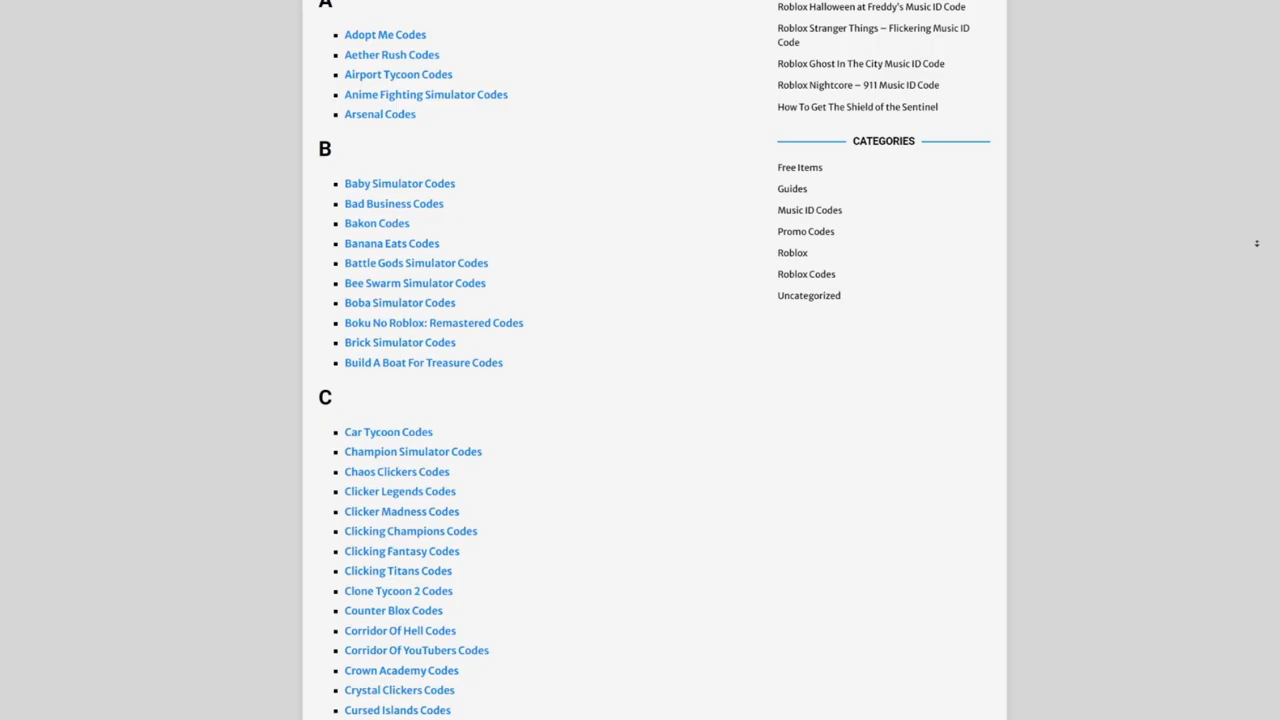 A
Adopt Me Codes
Aether Rush Codes
Airport Tycoon Codes
Anime Fighting Simulator Codes
Arsenal Codes
B
Baby Simulator Codes
Bad Business Codes
Bakon Codes
Banana Eats Codes
Battle Gods Simulator Codes
Bee Swarm Simulator Codes
Boba Simulator Codes
Boku No Roblox: Remastered Codes
Brick Simulator Codes
Build A Boat For Treasure Codes
C
Car Tycoon Codes
Champion Simulator Codes
Chaos Clickers Codes
Clicker Legends Codes
Clicker Madness Codes
Clicking Champions Codes
Clicking Fantasy Codes
Clicking Titans Codes
Clone Tycoon 2 Codes
Counter Blox Codes
Corridor Of Hell Codes
Corridor Of YouTubers Codes
Crown Academy Codes
Crystal Clickers Codes
Cursed Islands Codes
Roblox Halloween at Freddy's Music ID Code
Roblox Stranger Things – Flickering Music ID
Code
Roblox Ghost In The City Music ID Code
Roblox Nightcore – 911 Music ID Code
How To Get The Shield of the Sentinel
CATEGORIES
Free Items
Guides
Music ID Codes
Promo Codes
Roblox
Roblox Codes
Uncategorized